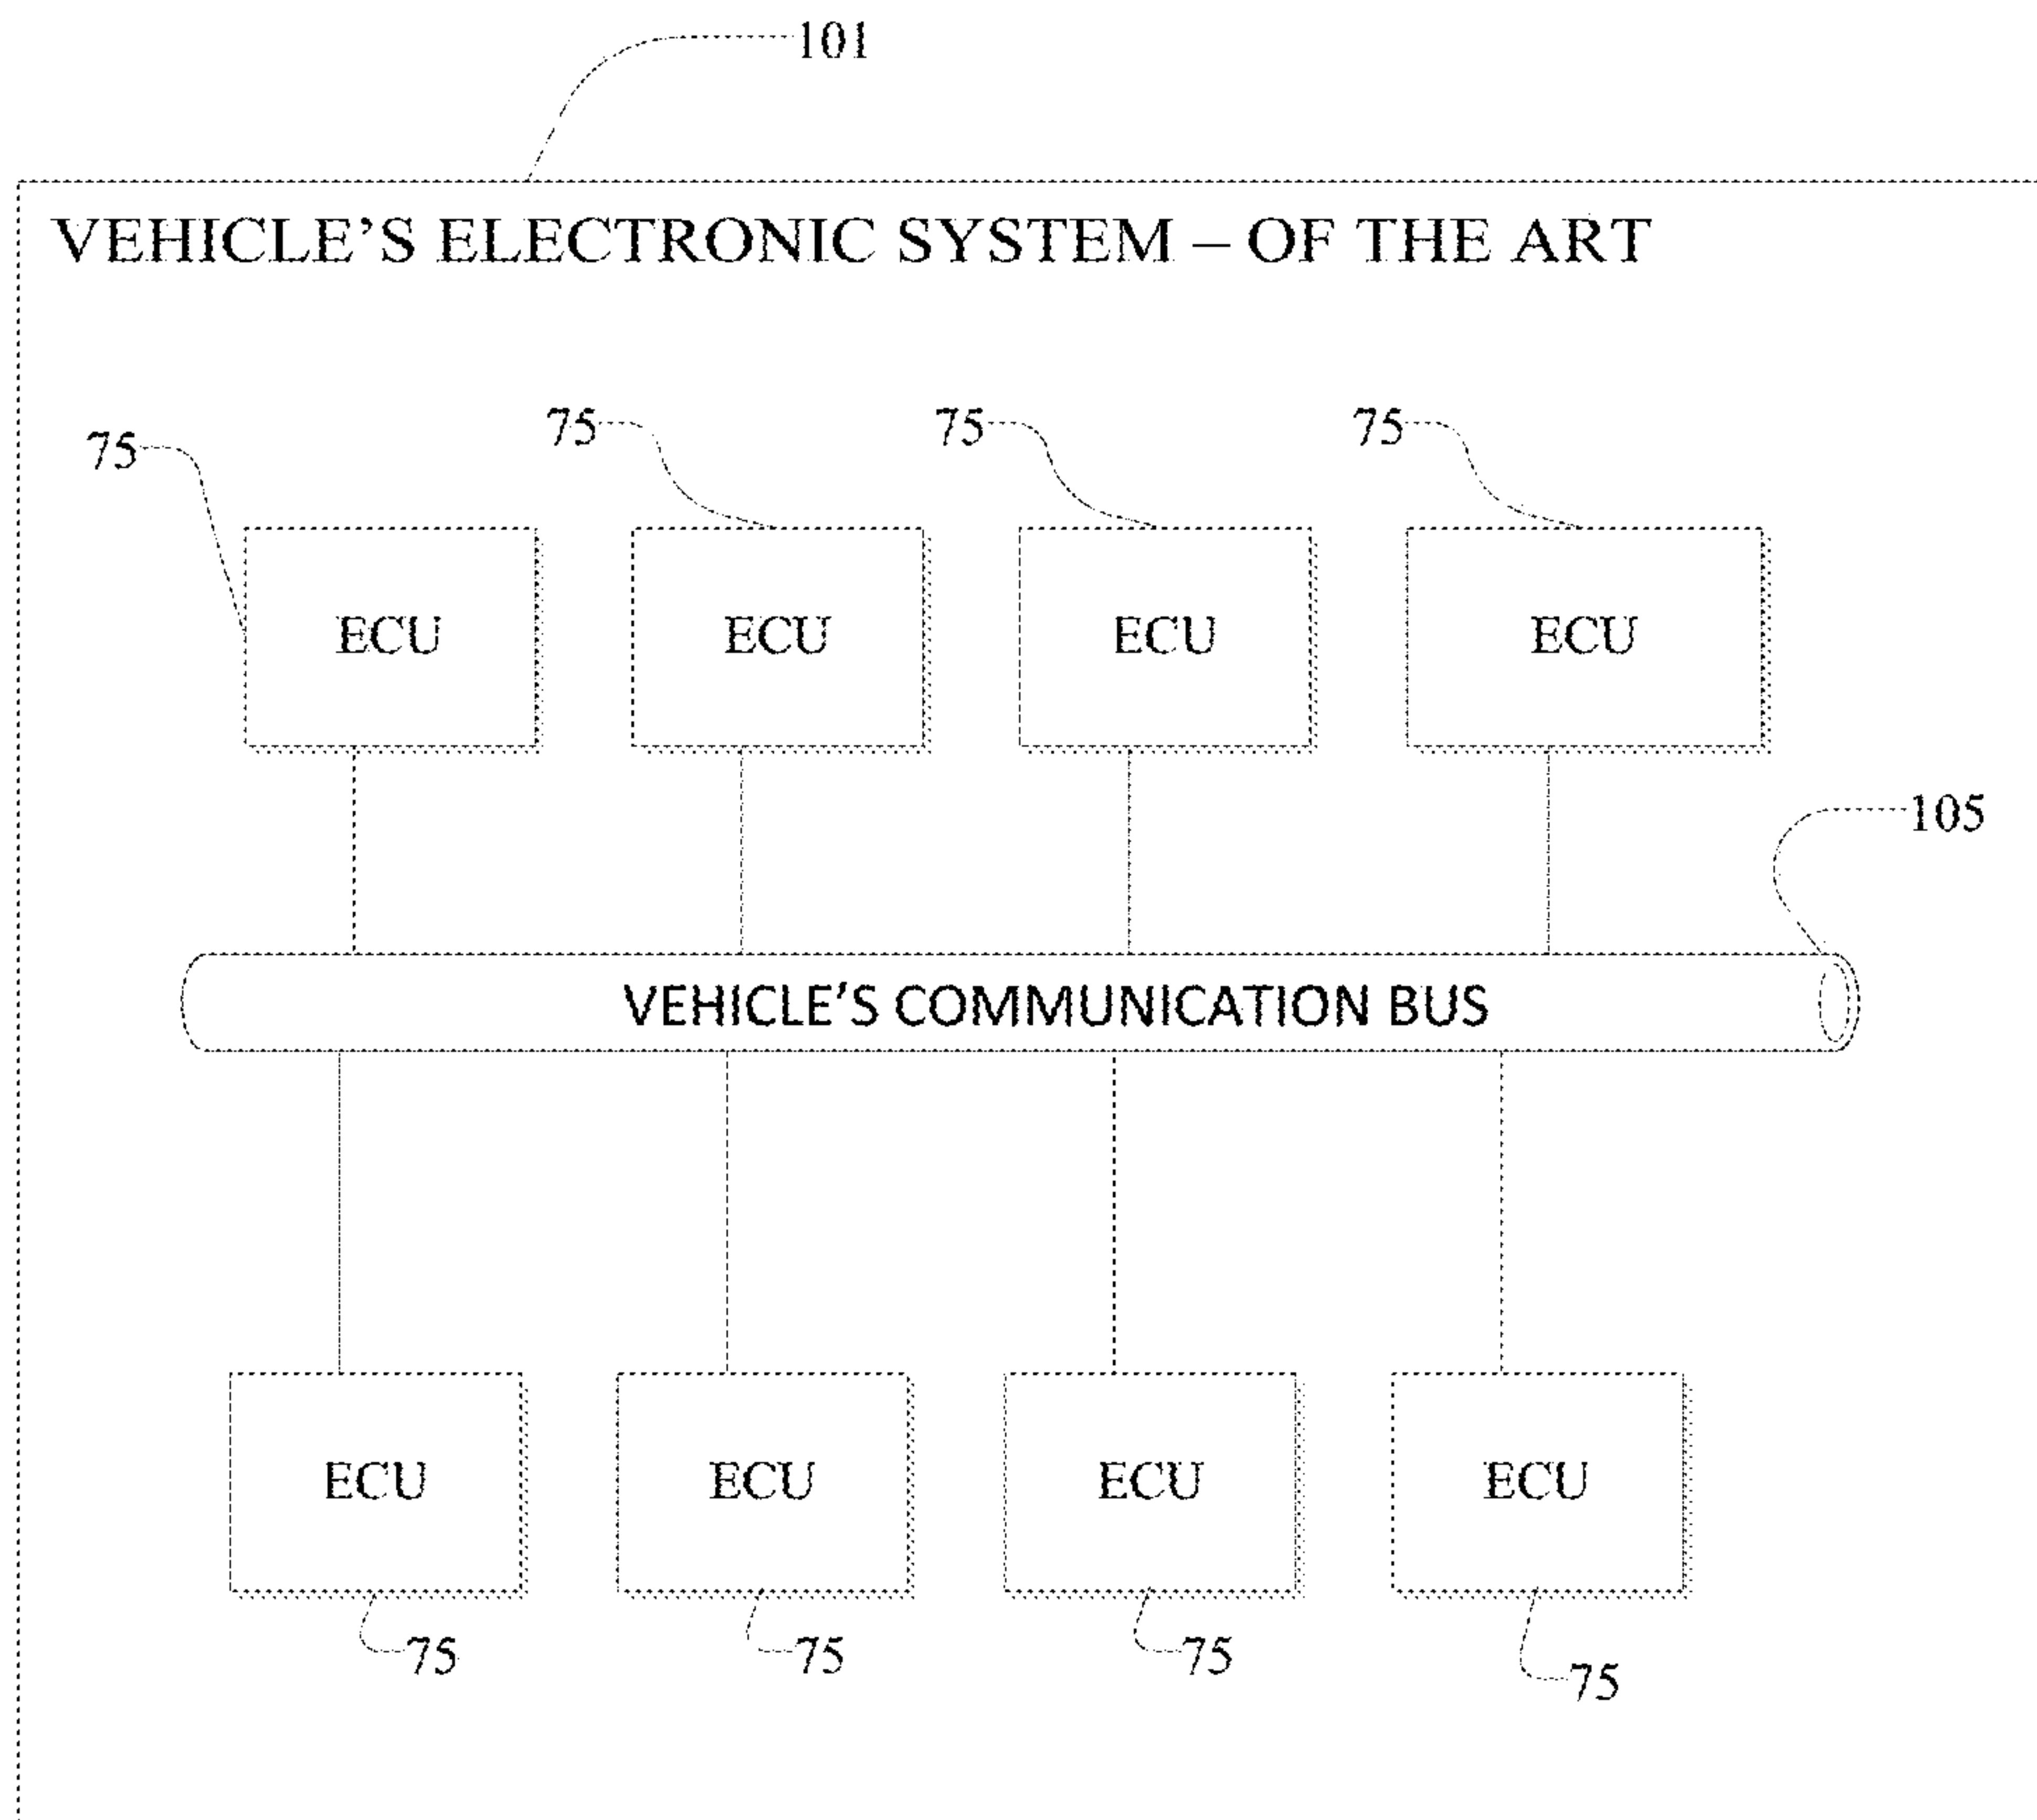 101
VEHICLE’S ELECTRONIC SYSTEM – OF THE ART
75 75 75 75
ECU ECU ECU ECU
105
VEHICLE’S COMMUNICATION BUS
ECU ECU ECU ECU
75 75 75 75